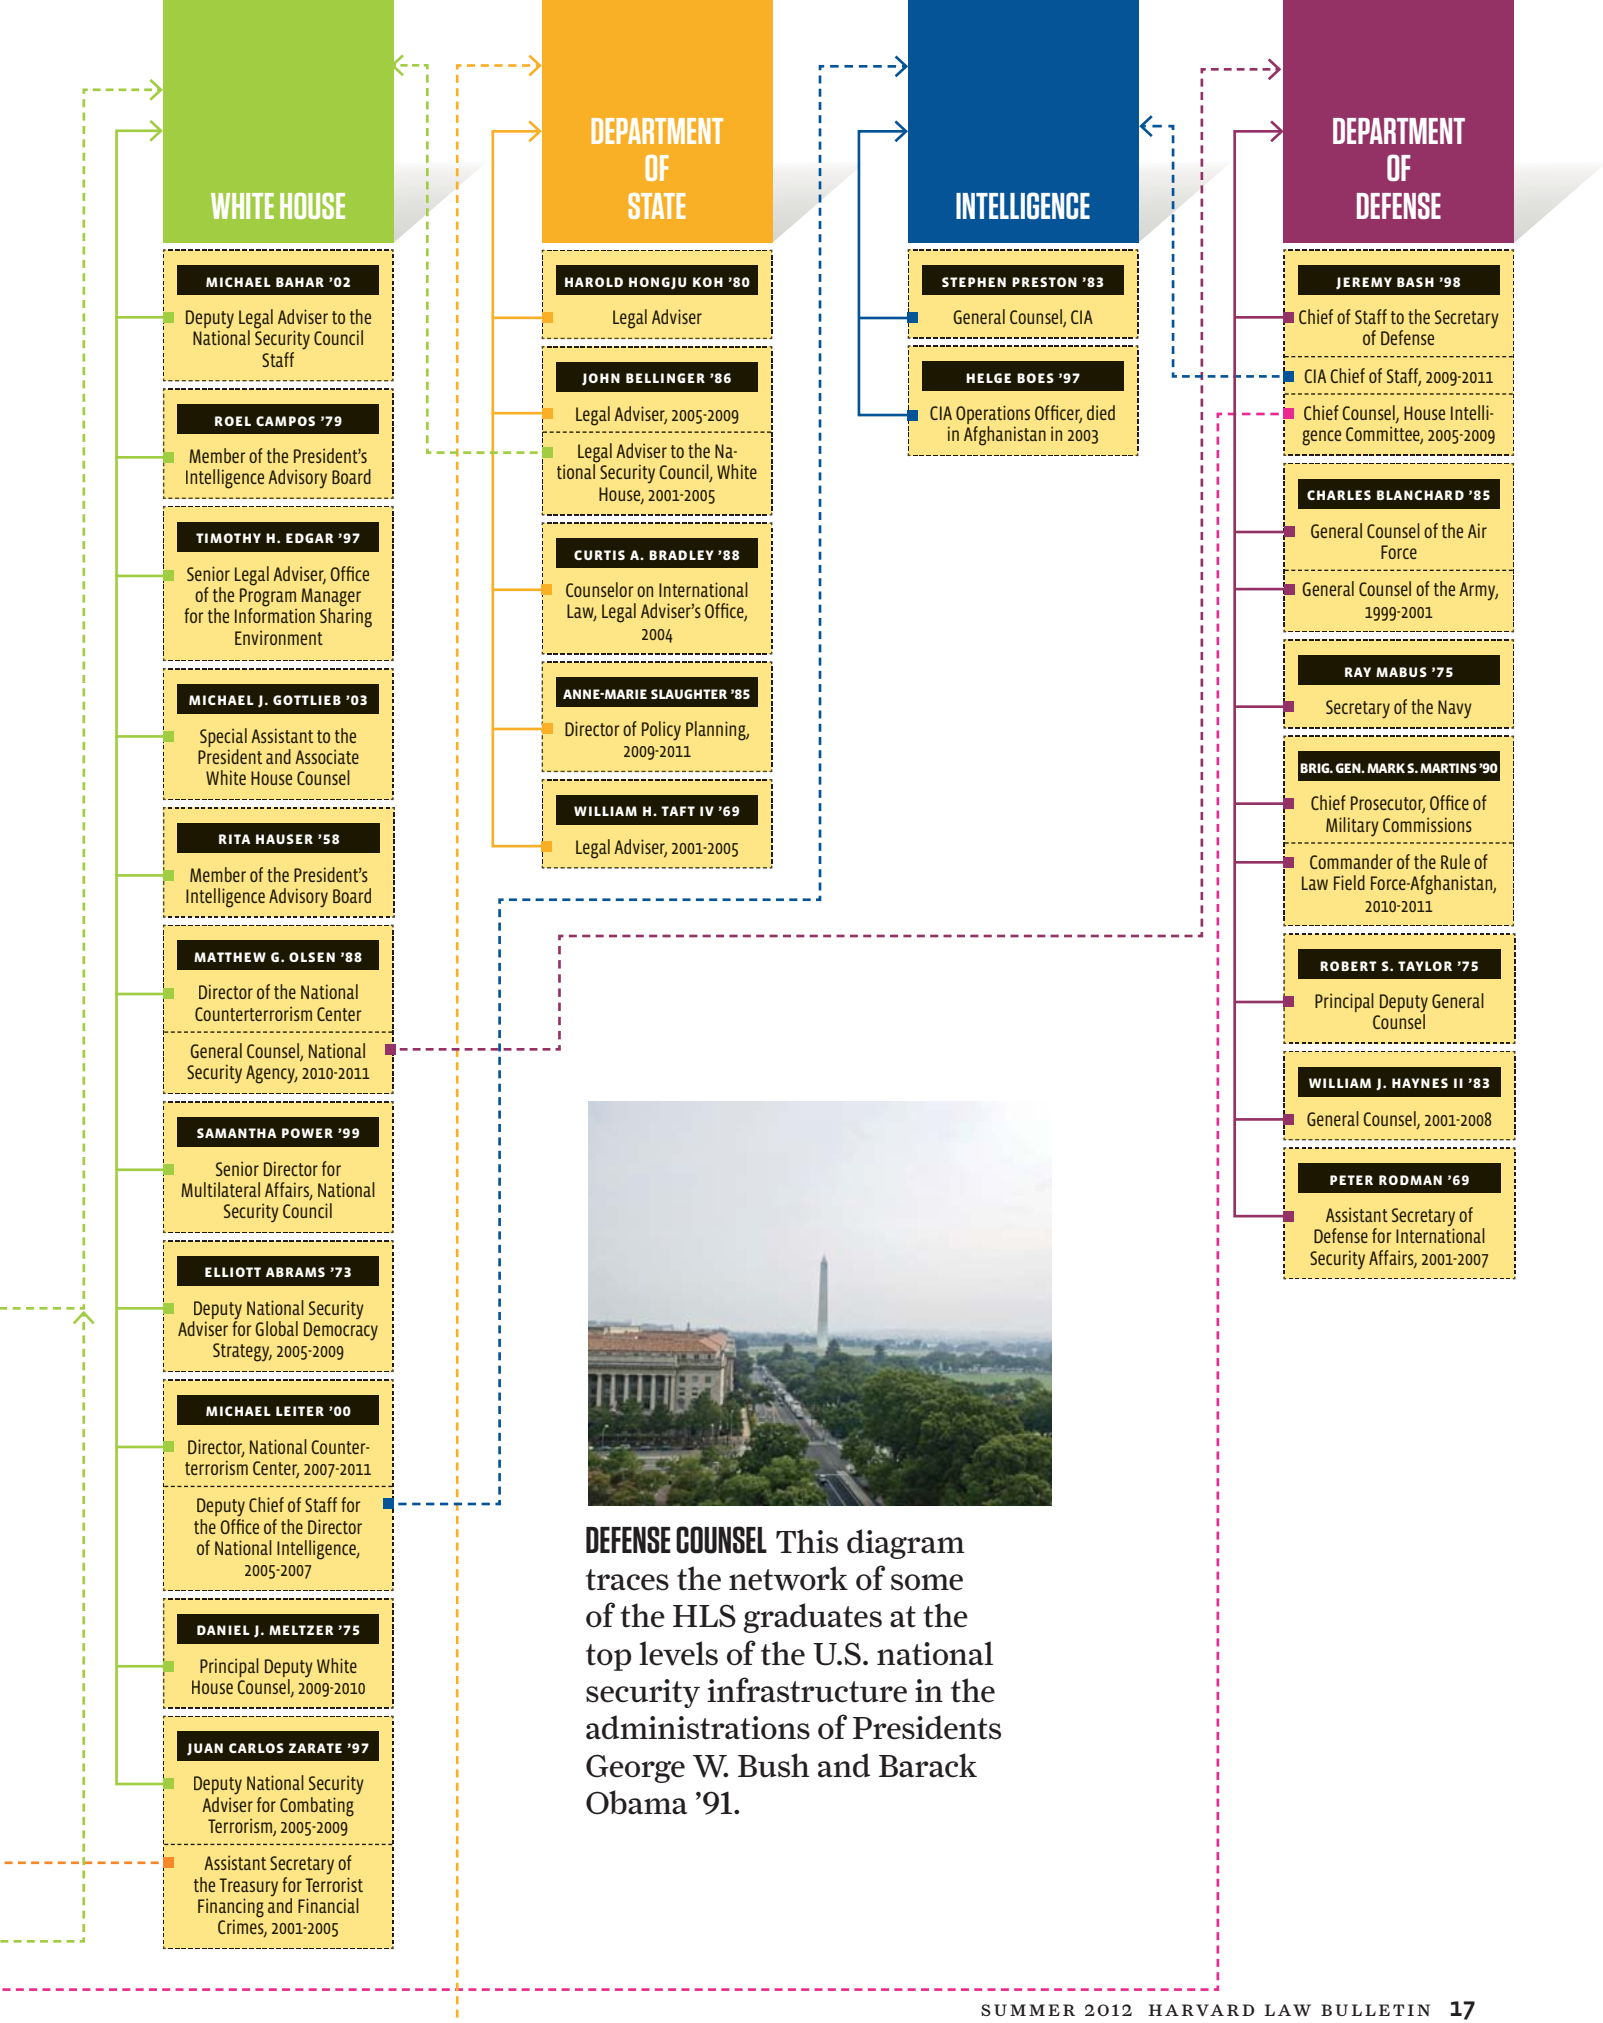 WHITE HOUSE
MICHAEL BAHAR ’02
Deputy Legal Adviser to the
National Security Council
Staff
ROEL CAMPOS ’79
Member of the President’s
Intelligence Advisory Board
TIMOTHY H. EDGAR ’97
Senior Legal Adviser, Office
of the Program Manager
for the Information Sharing
Environment
MICHAEL J. GOTTLIEB ’03
Special Assistant to the
President and Associate
White House Counsel
RITA HAUSER ’58
Member of the President’s
Intelligence Advisory Board
MATTHEW G. OLSEN ’88
Director of the National
Counterterrorism Center
General Counsel, National
Security Agency, 2010-2011
SAMANTHA POWER ’99
Senior Director for
Multilateral Affairs, National
Security Council
ELLIOTT ABRAMS ’73
Deputy National Security
Adviser for Global Democracy
Strategy, 2005-2009
MICHAEL LEITER ’00
Director, National Counter-
terrorism Center, 2007-2011
Deputy Chief of Staff for
the Office of the Director
of National Intelligence,
2005-2007
DANIEL J. MELTZER ’75
Principal Deputy White
House Counsel, 2009-2010
JUAN CARLOS ZARATE ’97
Deputy National Security
Adviser for Combating
Terrorism, 2005-2009
Assistant Secretary of
the Treasury for Terrorist
Financing and Financial
Crimes, 2001-2005
DEPARTMENT
OF
STATE
HAROLD HONGJU KOH ’80
Legal Adviser
JOHN BELLINGER ’86
Legal Adviser, 2005-2009
Legal Adviser to the Na-
tional Security Council, White
House, 2001-2005
CURTIS A. BRADLEY ’88
Counselor on International
Law, Legal Adviser’s Office,
2004
ANNE-MARIE SLAUGHTER ’85
Director of Policy Planning,
2009-2011
WILLIAM H. TAFT IV ’69
Legal Adviser, 2001-2005
INTELLIGENCE
STEPHEN PRESTON ’83
General Counsel, CIA
HELGE BOES ’97
CIA Operations Officer, died
in Afghanistan in 2003
DEPARTMENT
OF
DEFENSE
JEREMY BASH ’98
Chief of Staff to the Secretary
of Defense
CIA Chief of Staff, 2009-2011
Chief Counsel, House Intelli-
gence Committee, 2005-2009
CHARLES BLANCHARD ’85
General Counsel of the Air
Force
General Counsel of the Army,
1999-2001
RAY MABUS ’75
Secretary of the Navy
BRIG. GEN. MARK S. MARTINS ’90
Chief Prosecutor, Office of
Military Commissions
Commander of the Rule of
Law Field Force-Afghanistan,
2010-2011
ROBERT S. TAYLOR ’75
Principal Deputy General
Counsel
WILLIAM J. HAYNES II ’83
General Counsel, 2001-2008
PETER RODMAN ’69
Assistant Secretary of
Defense for International
Security Affairs, 2001-2007
DEFENSE COUNSEL This diagram
traces the network of some
of the HLS graduates at the
top levels of the U.S. national
security infrastructure in the
administrations of Presidents
George W. Bush and Barack
Obama ’91.
SUMMER 2012 HARVARD LAW BULLETIN 17